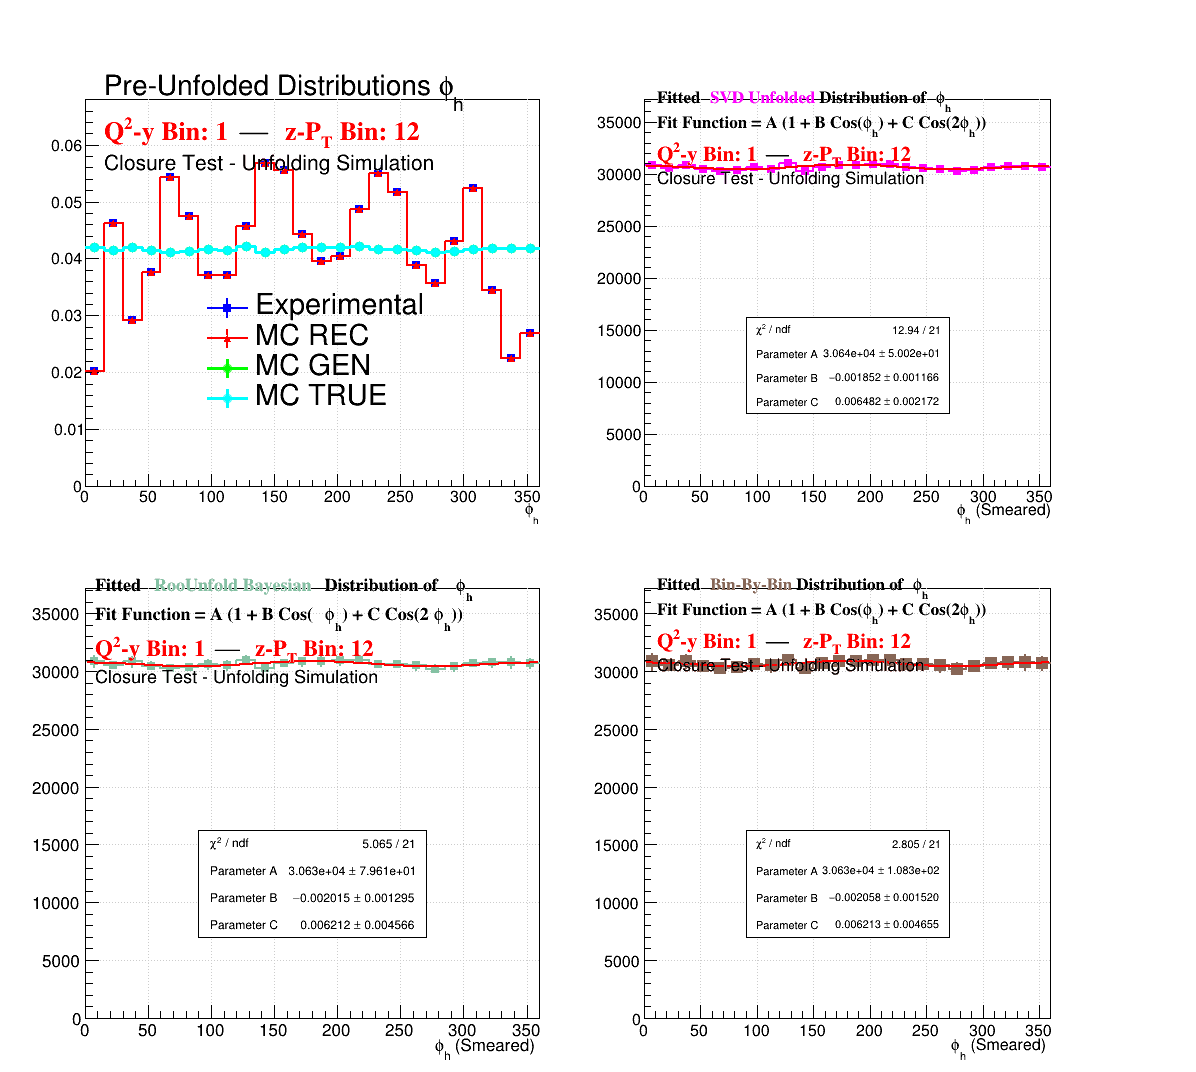 Pre-Unfolded Distributions ϕh
Q²-y Bin: 1 — z-PT Bin: 12
Closure Test - Unfolding Simulation
0.06
0.05
0.04
0.03
0.02
0.01
0
Experimental
MC REC
MC GEN
MC TRUE
0 50 100 150 200 250 300 350
ϕh
Fitted SVD Unfolded Distribution of ϕh
Fit Function = A (1 + B Cos(ϕh) + C Cos(2ϕh))
Q²-y Bin: 1 — z-PT Bin: 12
Closure Test - Unfolding Simulation
35000
30000
25000
20000
15000
10000
5000
0
χ² / ndf 12.94 / 21
Parameter A 3.064e+04 ± 5.002e+01
Parameter B −0.001852 ± 0.001166
Parameter C 0.006482 ± 0.002172
0 50 100 150 200 250 300 350
ϕh (Smeared)
Fitted RooUnfold Bayesian Distribution of ϕh
Fit Function = A (1 + B Cos( ϕh) + C Cos(2 ϕh))
Q²-y Bin: 1 — z-PT Bin: 12
Closure Test - Unfolding Simulation
35000
30000
25000
20000
15000
10000
5000
0
χ² / ndf 5.065 / 21
Parameter A 3.063e+04 ± 7.961e+01
Parameter B −0.002015 ± 0.001295
Parameter C 0.006212 ± 0.004566
0 50 100 150 200 250 300 350
ϕh (Smeared)
Fitted Bin-By-Bin Distribution of ϕh
Fit Function = A (1 + B Cos(ϕh) + C Cos(2ϕh))
Q²-y Bin: 1 — z-PT Bin: 12
Closure Test - Unfolding Simulation
35000
30000
25000
20000
15000
10000
5000
0
χ² / ndf 2.805 / 21
Parameter A 3.063e+04 ± 1.083e+02
Parameter B −0.002058 ± 0.001520
Parameter C 0.006213 ± 0.004655
0 50 100 150 200 250 300 350
ϕh (Smeared)